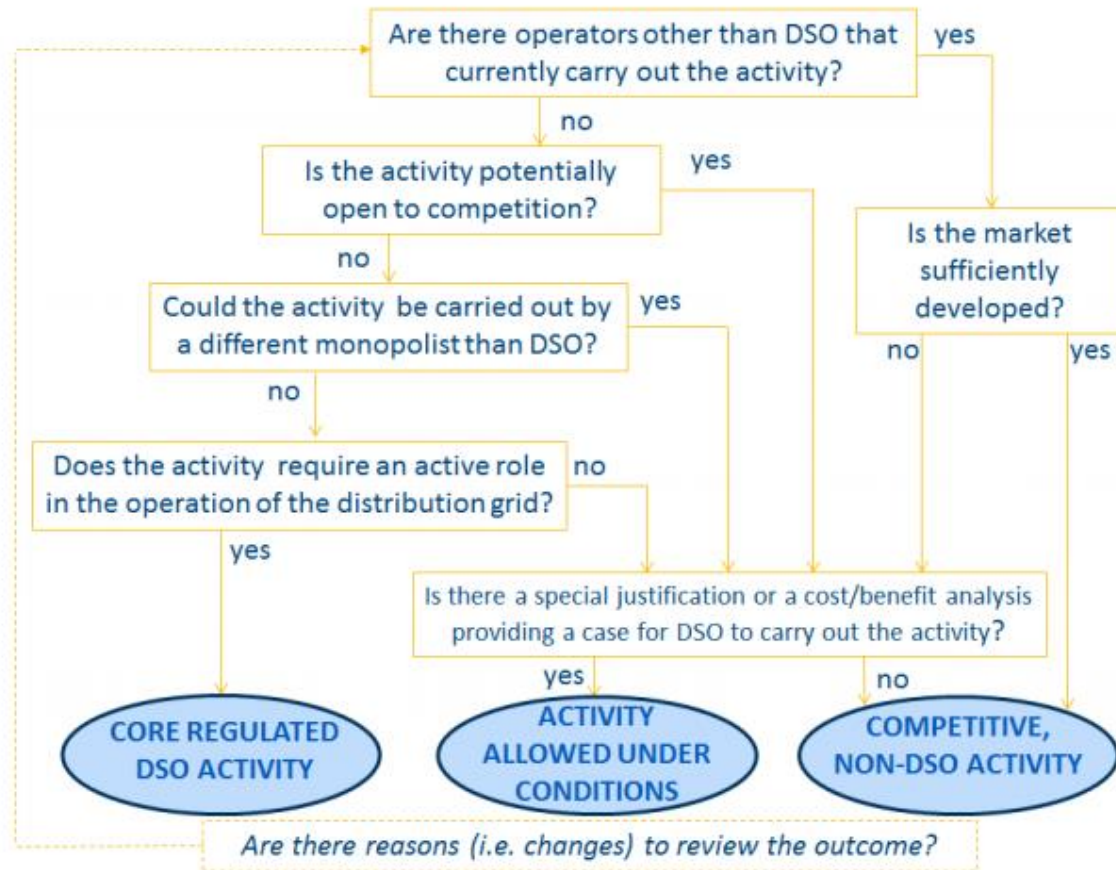 Are there operators other than DSO that
currently carry out the activity?
yes
no
Is the activity potentially
open to competition?
yes
no
Is the market
sufficiently
developed?
no
yes
Could the activity be carried out by
a different monopolist than DSO?
yes
no
Does the activity require an active role
in the operation of the distribution grid?
no
yes
Is there a special justification or a cost/benefit analysis
providing a case for DSO to carry out the activity?
yes
no
CORE REGULATED
DSO ACTIVITY
ACTIVITY
ALLOWED UNDER
CONDITIONS
COMPETITIVE,
NON-DSO ACTIVITY
Are there reasons (i.e. changes) to review the outcome?